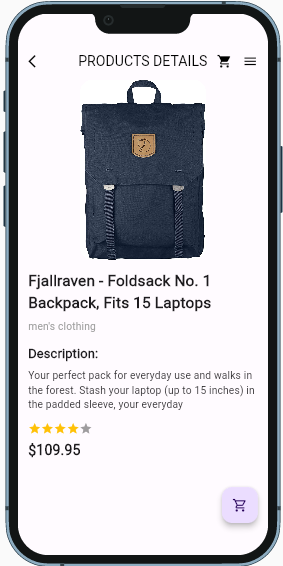 PRODUCTS DETAILS
Fjallraven - Foldsack No. 1
Backpack, Fits 15 Laptops
men's clothing
Description:
Your perfect pack for everyday use and walks in
the forest. Stash your laptop (up to 15 inches) in
the padded sleeve, your everyday
$109.95